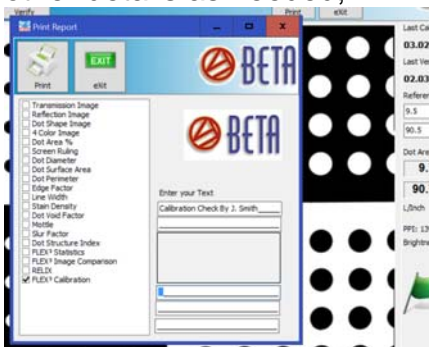 Verify
Print
eXit
Print Report
Print
EXIT
eXit
BETA
Transmission Image
Reflection Image
Dot Shape Image
4 Color Image
Dot Area %
Screen Ruling
Dot Diameter
Dot Surface Area
Dot Perimeter
Edge Factor
Line Width
Stain Density
Dot Void Factor
Mottle
Slur Factor
Dot Structure Index
FLEX³ Statistics
FLEX³ Image Comparison
RELIX
FLEX³ Calibration
BETA
Enter your Text
Calibration Check By J. Smith____
Last Ca
03.02
Last Ver
02.03
Referen
9.5
90.5
Dot Are
9.
90.
L/Inch
PPI: 13
Brightne